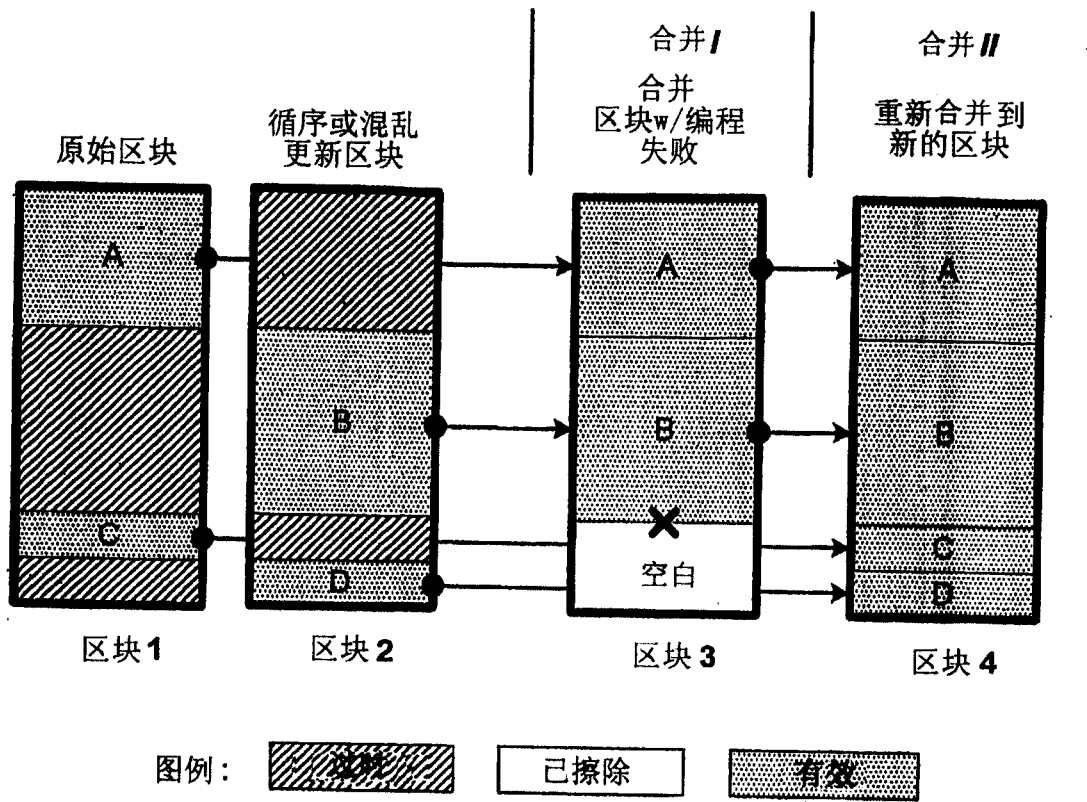 合并I
合并II
合并
区块w/编程
失败
重新合并到
新的区块
循序或混乱
更新区块
原始区块
A
A
A
B
B
B
C
C
空白
D
D
区块1
区块2
区块3
区块4
图例:
已擦除
有效